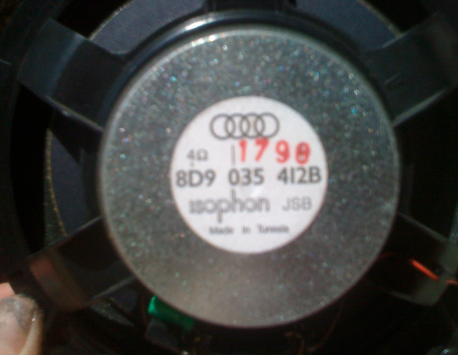 4Ω 1798
8D9 035 412B
isophon JSB
Made in Tunesia